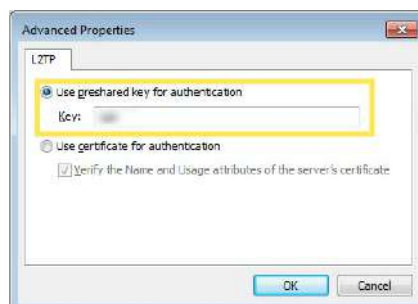 Advanced Properties
L2TP
Use preshared key for authentication
Key:
Use certificate for authentication
Verify the Name and Usage attributes of the server's certificate
OK
Cancel